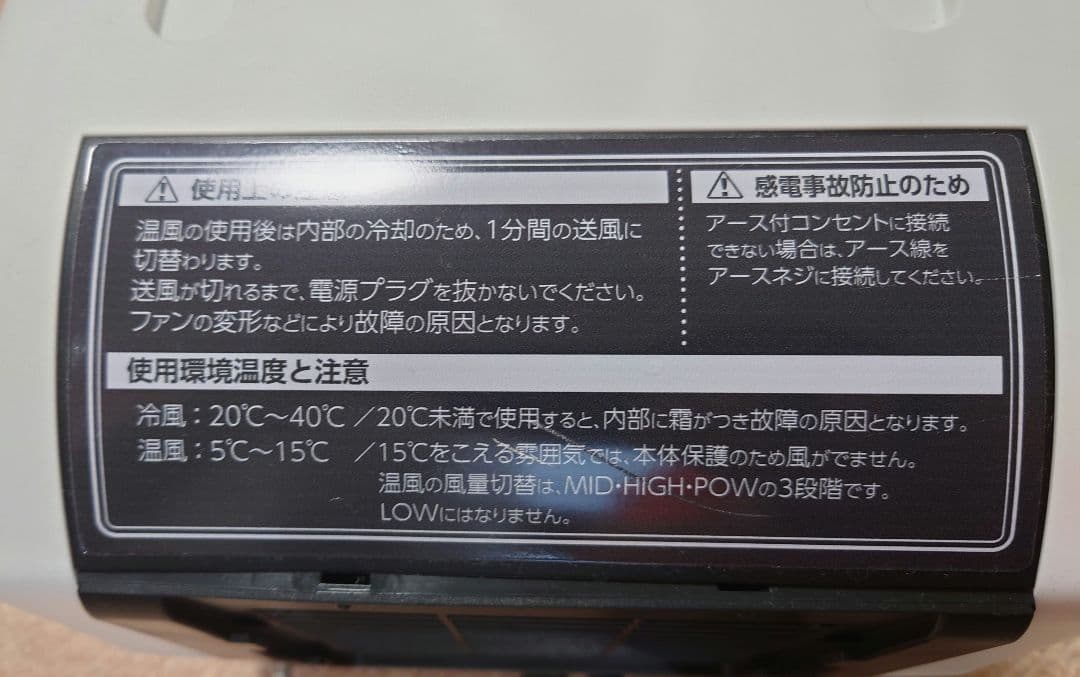 ⚠ 使用上の注意
温風の使用後は内部の冷却のため、1分間の送風に
切替わります。
送風が切れるまで、電源プラグを抜かないでください。
ファンの変形などにより故障の原因となります。
⚠ 感電事故防止のため
アース付コンセントに接続
できない場合は、アース線を
アースネジに接続してください。
使用環境温度と注意
冷風：20℃～40℃ ／20℃未満で使用すると、内部に霜がつき故障の原因となります。
温風：5℃～15℃ ／15℃をこえる雰囲気では、本体保護のため風がでません。
温風の風量切替は、MID・HIGH・POWの3段階です。
LOWにはなりません。